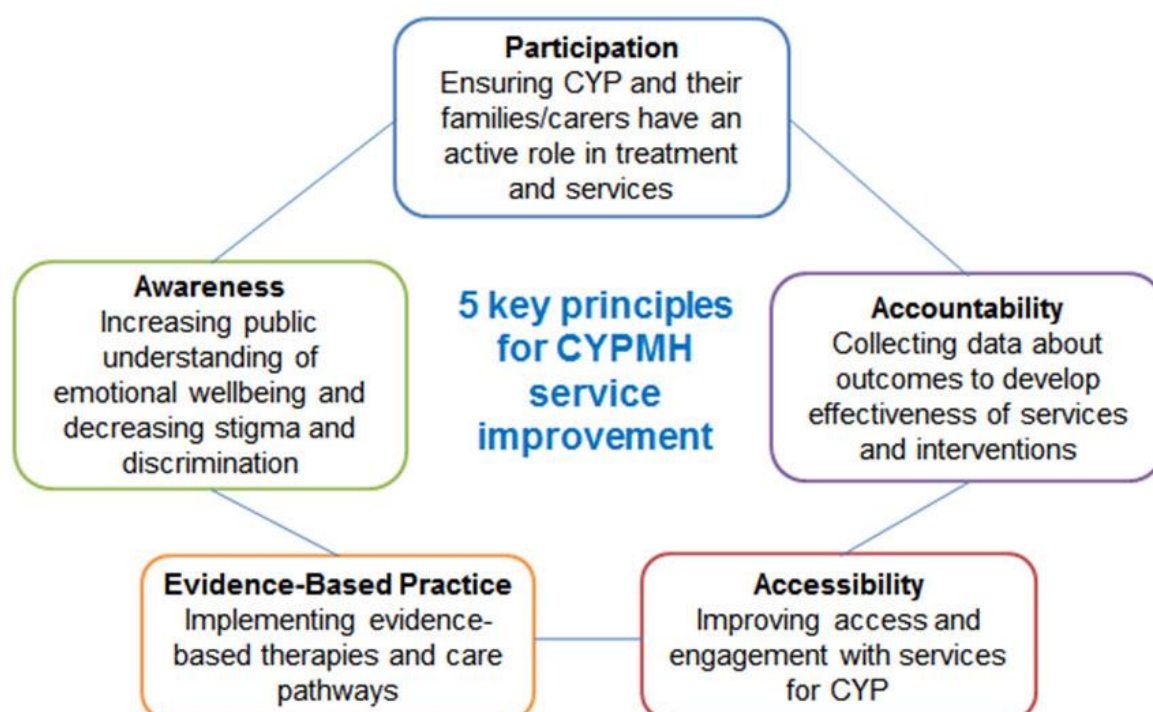 Participation
Ensuring CYP and their
families/carers have an
active role in treatment
and services
Awareness
Increasing public
understanding of
emotional wellbeing and
decreasing stigma and
discrimination
5 key principles
for CYPMH
service
improvement
Accountability
Collecting data about
outcomes to develop
effectiveness of services
and interventions
Evidence-Based Practice
Implementing evidence-
based therapies and care
pathways
Accessibility
Improving access and
engagement with services
for CYP